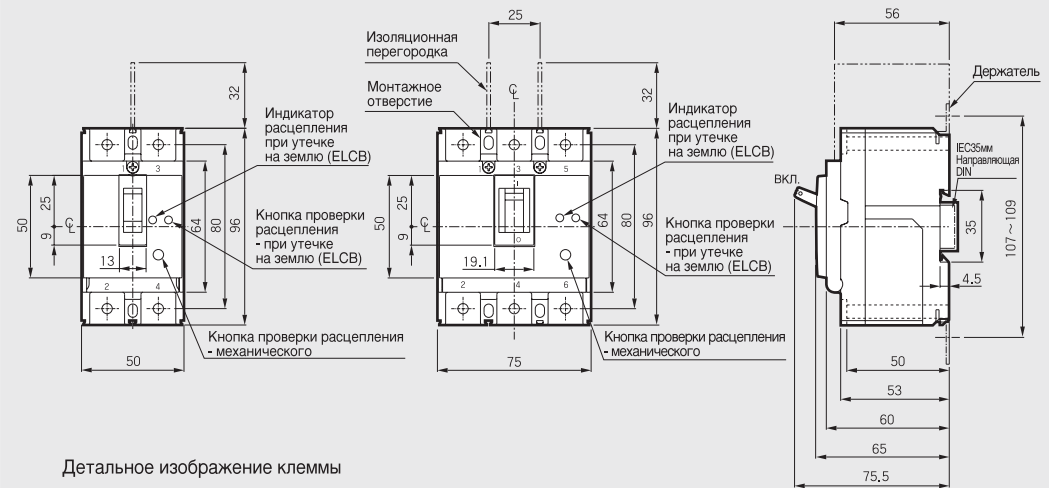 25
56
Изоляционная
перегородка
Держатель
32
Монтажное
отверстие
32
Индикатор
расцепления
при утечке
на землю (ELCB)
Индикатор
расцепления
при утечке
на землю (ELCB)
IEC35мм
Направляющая
DIN
1 3
1 3 5
ВКЛ.
50
25
9
64
80
96
50
25
9
64
80
96
35
107~109
Кнопка проверки
расцепления
- при утечке
на землю (ELCB)
Кнопка проверки
расцепления
- при утечке
на землю (ELCB)
13
19.1
4.5
2 4
2 4 6
Кнопка проверки расцепления
- механического
Кнопка проверки расцепления
- механического
50
75
50
53
60
65
75.5
Детальное изображение клеммы